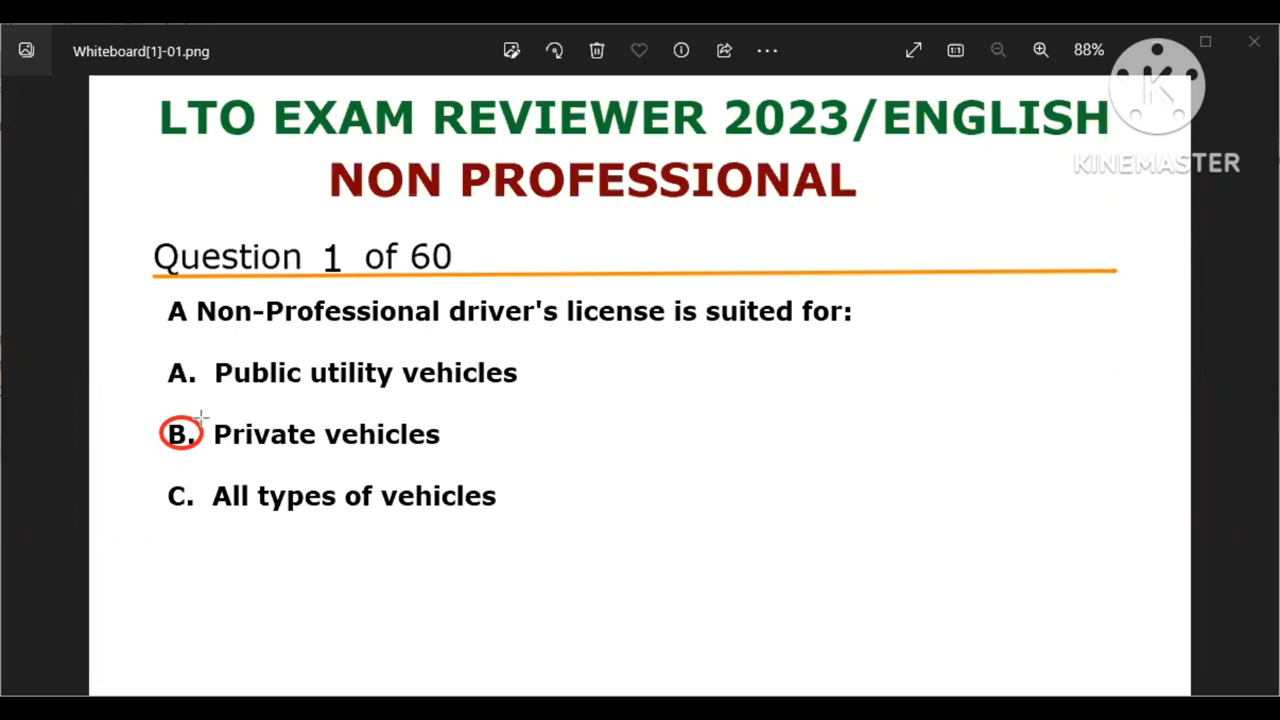 Whiteboard[1]-01.png
88%
K
KINEMASTER
LTO EXAM REVIEWER 2023/ENGLISH
NON PROFESSIONAL
Question 1 of 60
A Non-Professional driver's license is suited for:
A. Public utility vehicles
B. Private vehicles
C. All types of vehicles